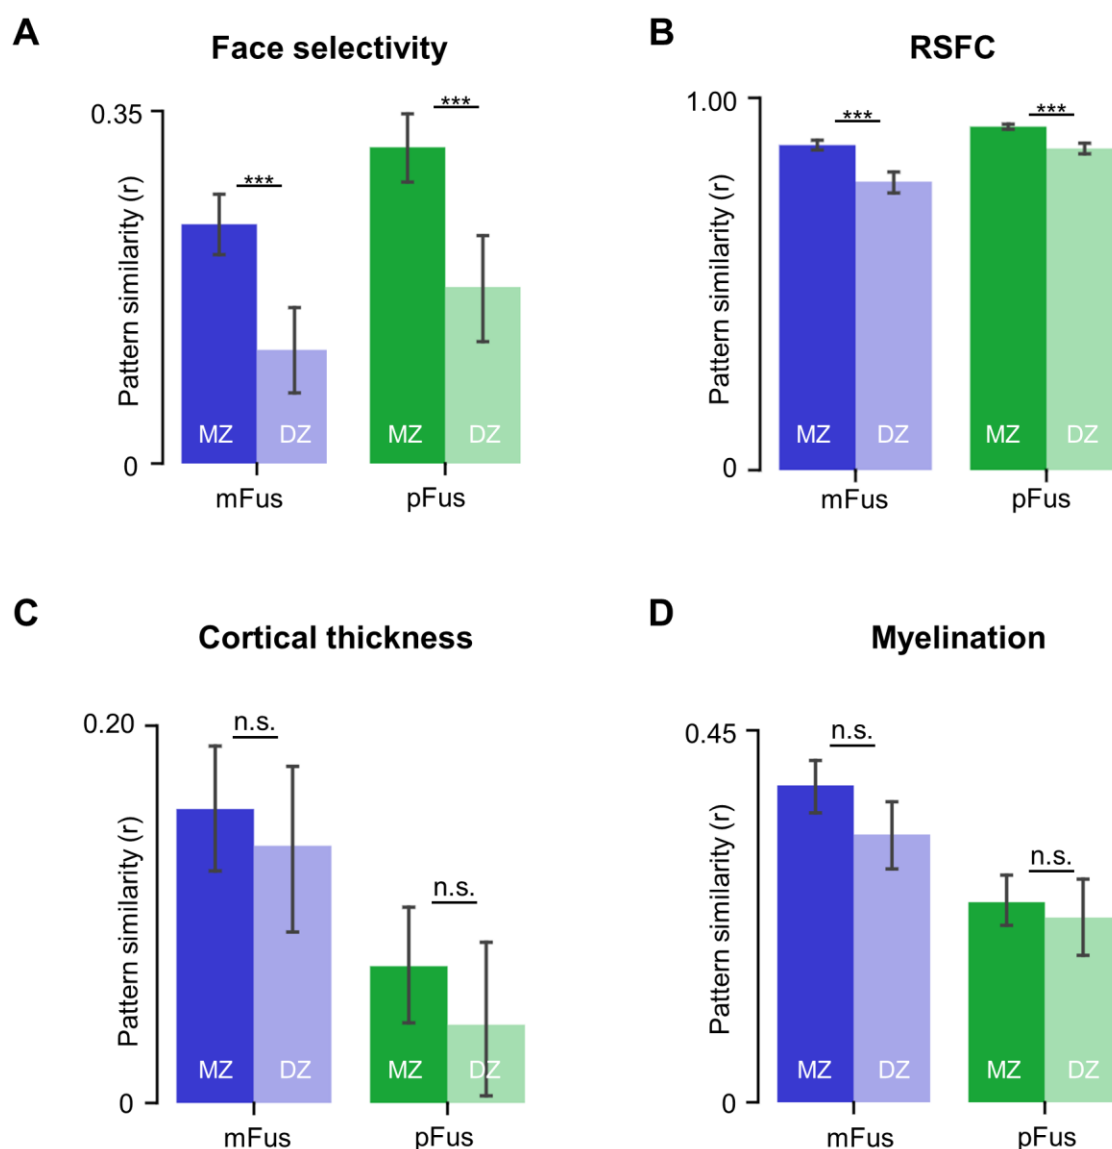 A
Face selectivity
0.35
Pattern similarity (r)
0
***
***
MZ
DZ
MZ
DZ
mFus
pFus
B
RSFC
1.00
Pattern similarity (r)
0
***
***
MZ
DZ
MZ
DZ
mFus
pFus
C
Cortical thickness
0.20
Pattern similarity (r)
0
n.s.
n.s.
MZ
DZ
MZ
DZ
mFus
pFus
D
Myelination
0.45
Pattern similarity (r)
0
n.s.
n.s.
MZ
DZ
MZ
DZ
mFus
pFus